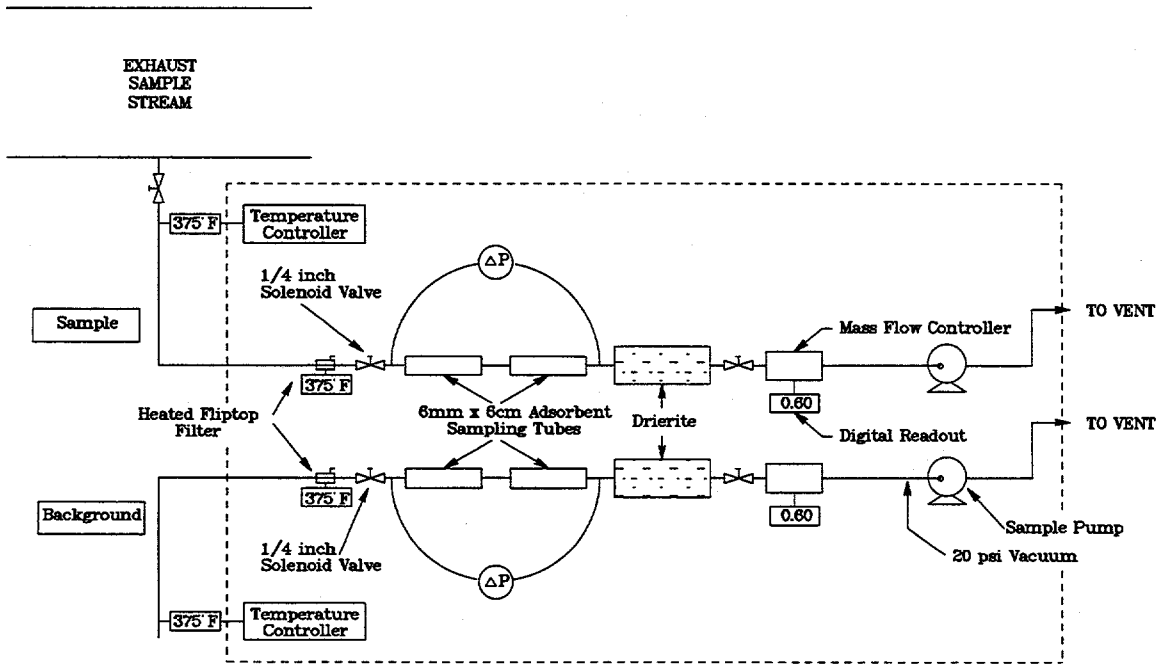 EXHAUST
SAMPLE
STREAM
375° F
Temperature
Controller
ΔP
1/4 inch
Solenoid Valve
TO VENT
Sample
Mass Flow Controller
375° F
0.60
Heated Fliptop
Filter
6mm x 6cm Adsorbent
Sampling Tubes
Drierite
Digital Readout
TO VENT
375° F
0.60
Background
Sample Pump
1/4 inch
Solenoid Valve
20 psi Vacuum
ΔP
375° F
Temperature
Controller